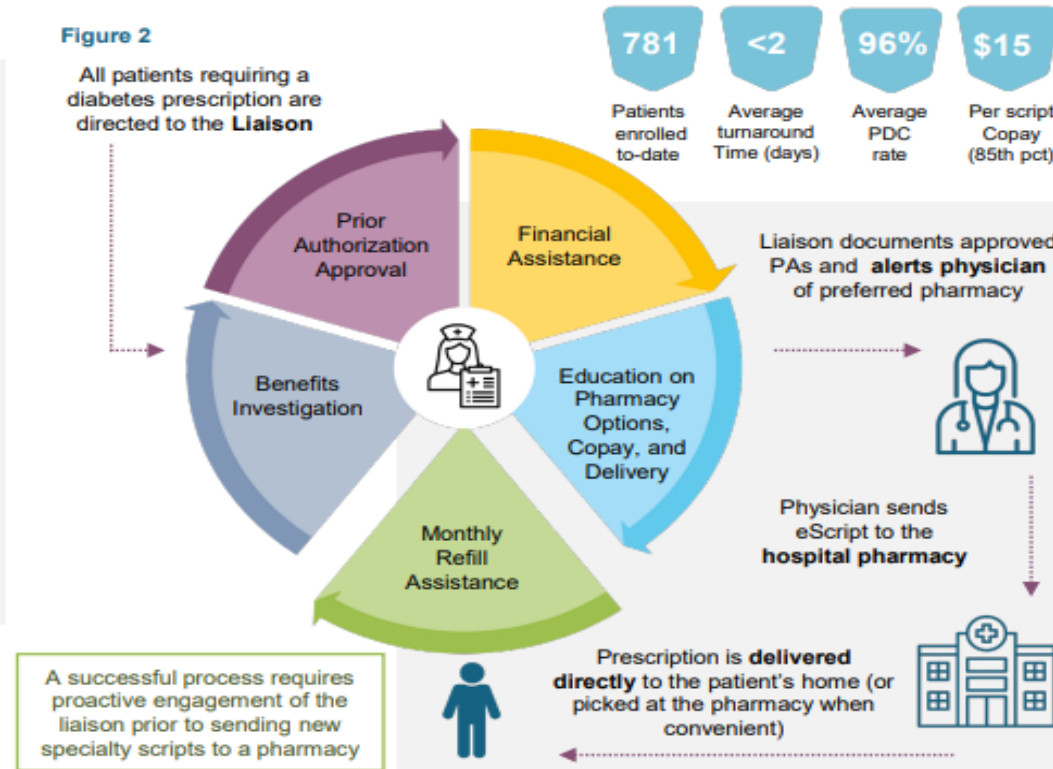 Figure 2
781
<2
96%
$15
Patients
enrolled
to-date
Average
turnaround
Time (days)
Average
PDC
rate
Per script
Copay
(85th pct)
All patients requiring a
diabetes prescription are
directed to the Liaison
Prior
Authorization
Approval
Financial
Assistance
Benefits
Investigation
Education on
Pharmacy
Options,
Copay, and
Delivery
Monthly
Refill
Assistance
Liaison documents approved
PAs and alerts physician
of preferred pharmacy
Physician sends
eScript to the
hospital pharmacy
Prescription is delivered
directly to the patient's home (or
picked at the pharmacy when
convenient)
A successful process requires
proactive engagement of the
liaison prior to sending new
specialty scripts to a pharmacy